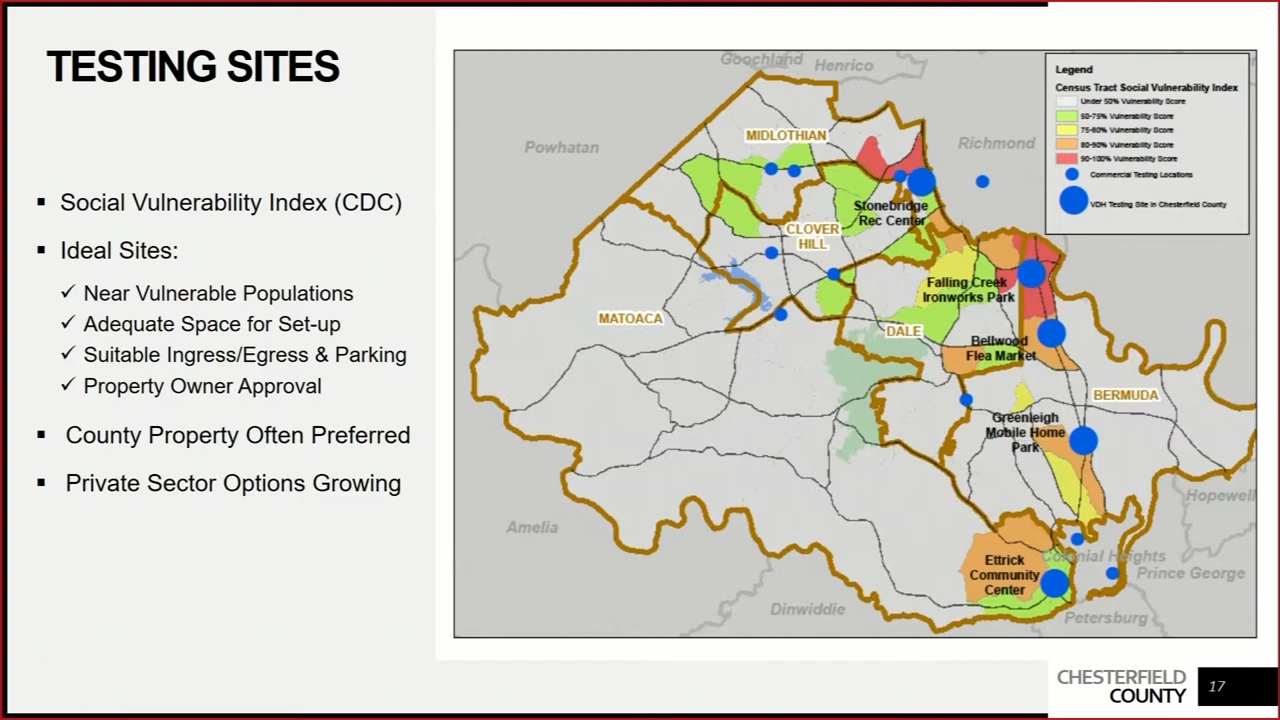 TESTING SITES
▪ Social Vulnerability Index (CDC)
▪ Ideal Sites:
✓ Near Vulnerable Populations
✓ Adequate Space for Set-up
✓ Suitable Ingress/Egress & Parking
✓ Property Owner Approval
▪ County Property Often Preferred
▪ Private Sector Options Growing
Goochland
Henrico
Powhatan
MIDLOTHIAN
Richmond
Stonebridge
Rec Center
CLOVER
HILL
Falling Creek
Ironworks Park
MATOACA
DALE
Bellwood
Flea Market
BERMUDA
Greenleigh
Mobile Home
Park
Hopewell
Amelia
Colonial Heights
Ettrick
Community
Center
Prince George
Dinwiddie
Petersburg
Legend
Census Tract Social Vulnerability Index
Under 50% Vulnerability Score
50-75% Vulnerability Score
75-80% Vulnerability Score
80-90% Vulnerability Score
90-100% Vulnerability Score
Commercial Testing Locations
VDH Testing Site in Chesterfield County
CHESTERFIELD
COUNTY
17